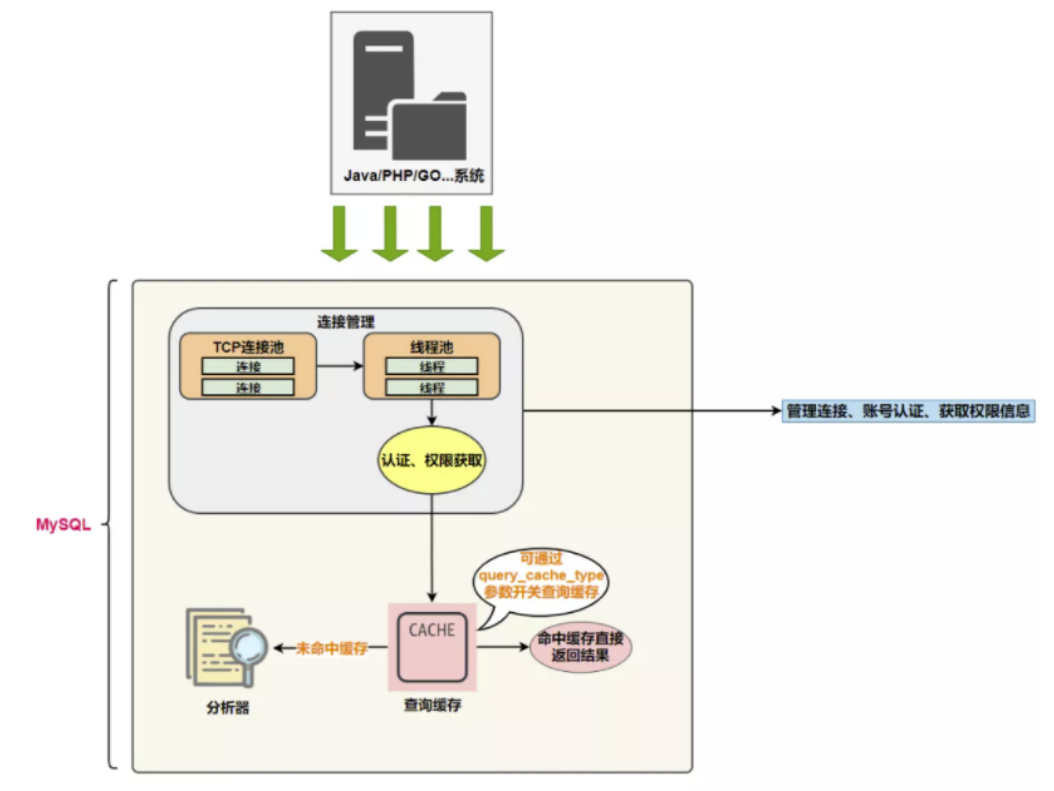 Java/PHP/GO...系统
连接管理
TCP连接池
连接
连接
线程池
线程
线程
认证、权限获取
管理连接、账号认证、获取权限信息
MySQL
可通过
query_cache_type
参数开关查询缓存
CACHE
查询缓存
未命中缓存
命中缓存直接
返回结果
分析器